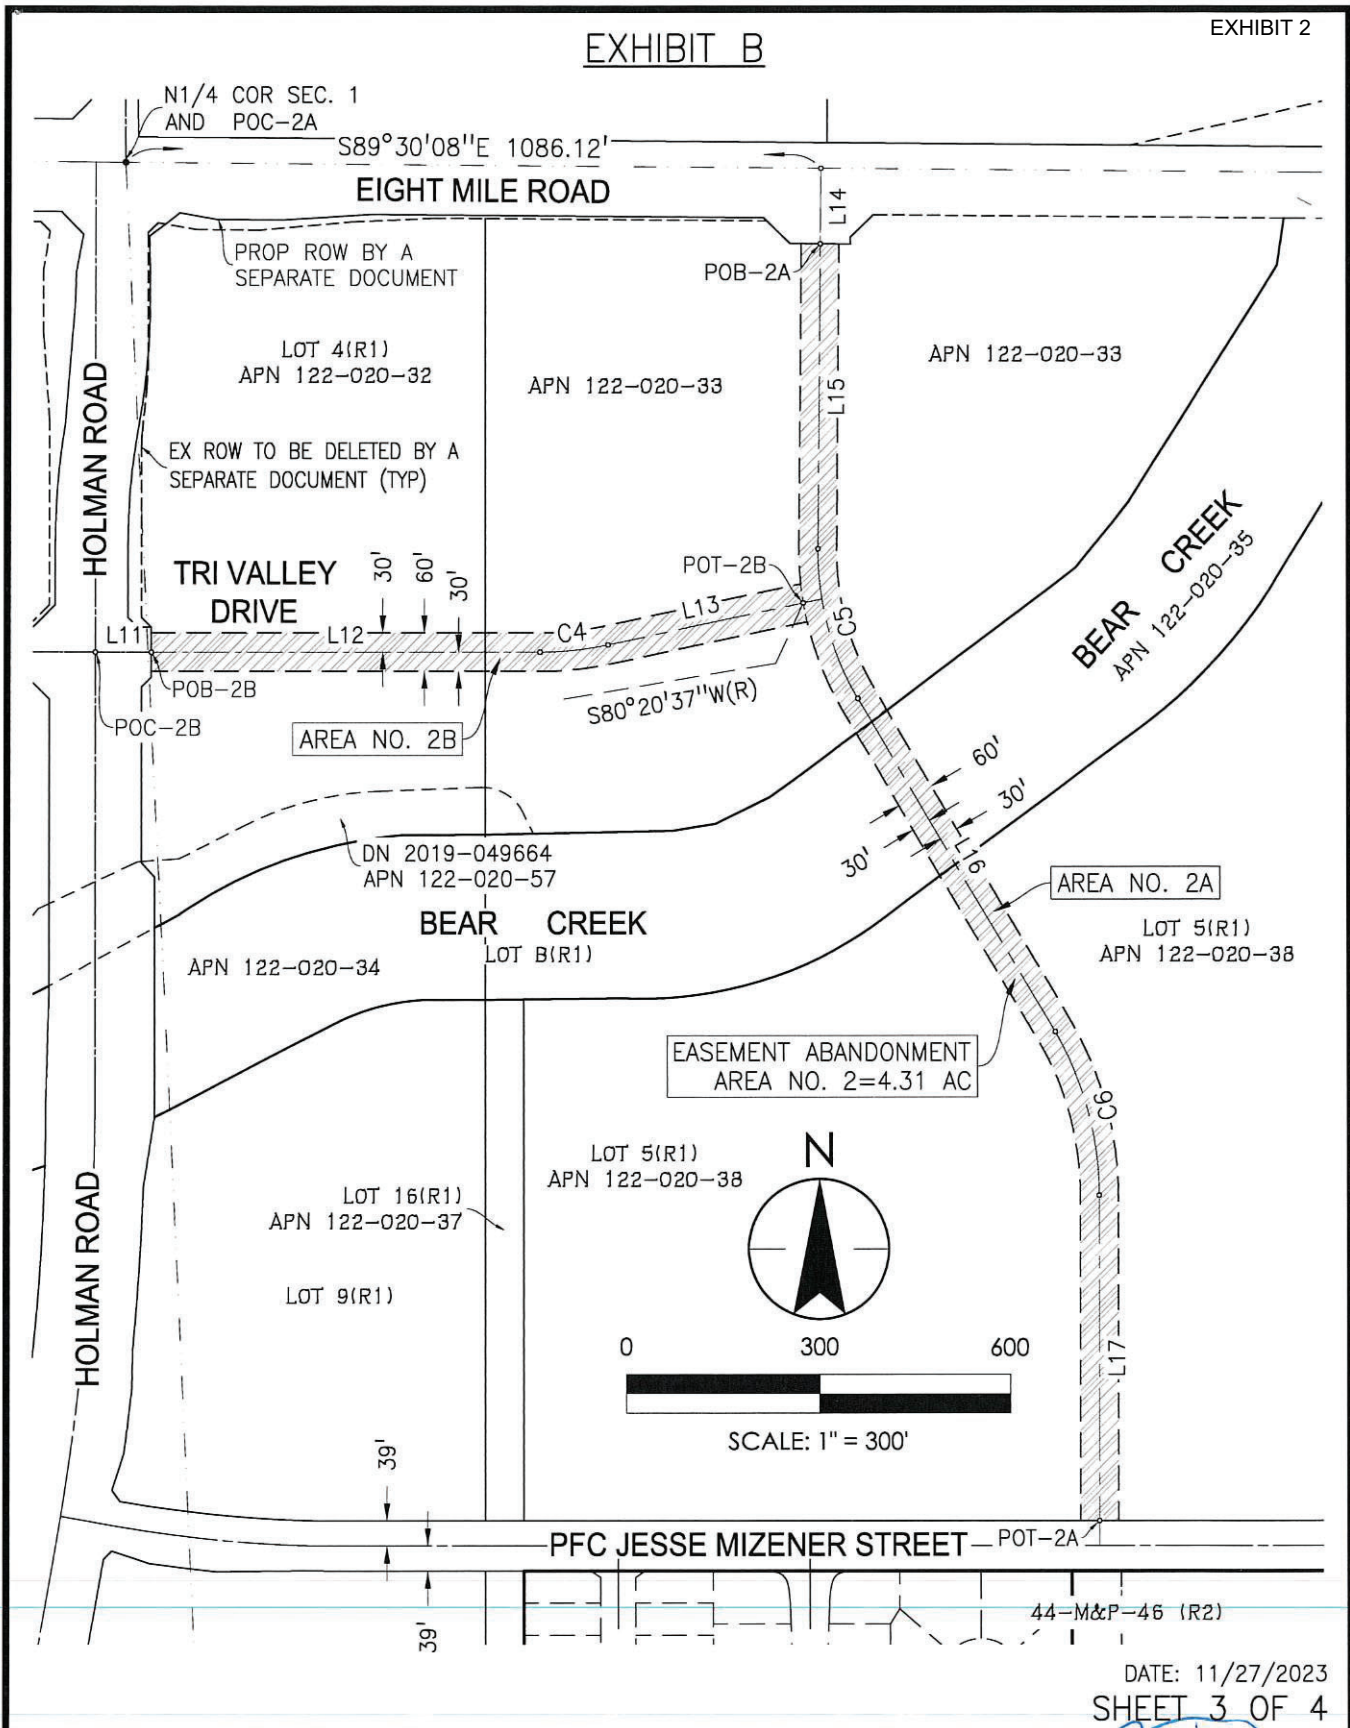 EXHIBIT 2
EXHIBIT B
N1/4 COR SEC. 1
AND POC-2A
S89°30'08"E 1086.12'
EIGHT MILE ROAD
L14
PROP ROW BY A
SEPARATE DOCUMENT
POB-2A
LOT 4(R1)
APN 122-020-32
APN 122-020-33
APN 122-020-33
L15
HOLMAN ROAD
EX ROW TO BE DELETED BY A
SEPARATE DOCUMENT (TYP)
BEAR CREEK
APN 122-020-35
TRI VALLEY
DRIVE
30'
60'
30'
POT-2B
L11
L12
C4
L13
C5
POB-2B
POC-2B
S80°20'37"W(R)
AREA NO. 2B
60'
30'
30'
L16
DN 2019-049664
APN 122-020-57
AREA NO. 2A
BEAR CREEK
LOT B(R1)
APN 122-020-34
LOT 5(R1)
APN 122-020-38
EASEMENT ABANDONMENT
AREA NO. 2=4.31 AC
C6
LOT 5(R1)
APN 122-020-38
N
LOT 16(R1)
APN 122-020-37
HOLMAN ROAD
LOT 9(R1)
0 300 600
L17
SCALE: 1" = 300'
39'
PFC JESSE MIZENER STREET
POT-2A
39'
44-M&P-46 (R2)
DATE: 11/27/2023
SHEET 3 OF 4